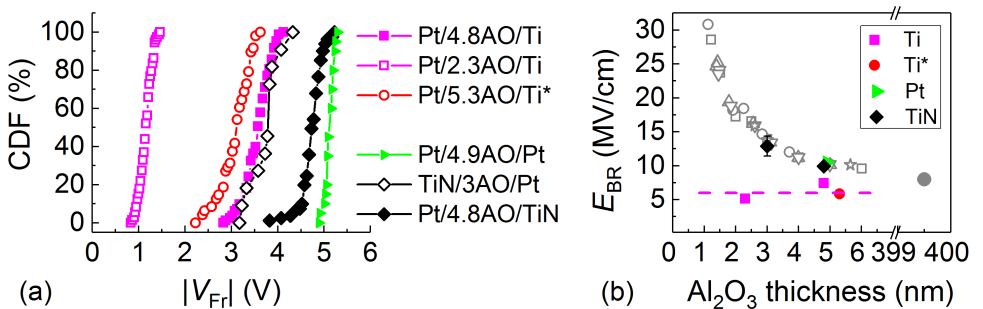 CDF (%)
100
80
60
40
20
0
0 1 2 3 4 5 6
|V_Fr| (V)
(a)
Pt/4.8AO/Ti
Pt/2.3AO/Ti
Pt/5.3AO/Ti*
Pt/4.9AO/Pt
TiN/3AO/Pt
Pt/4.8AO/TiN
E_BR (MV/cm)
30
25
20
15
10
5
0 1 2 3 4 5 6 399 400
Al₂O₃ thickness (nm)
(b)
Ti
Ti*
Pt
TiN